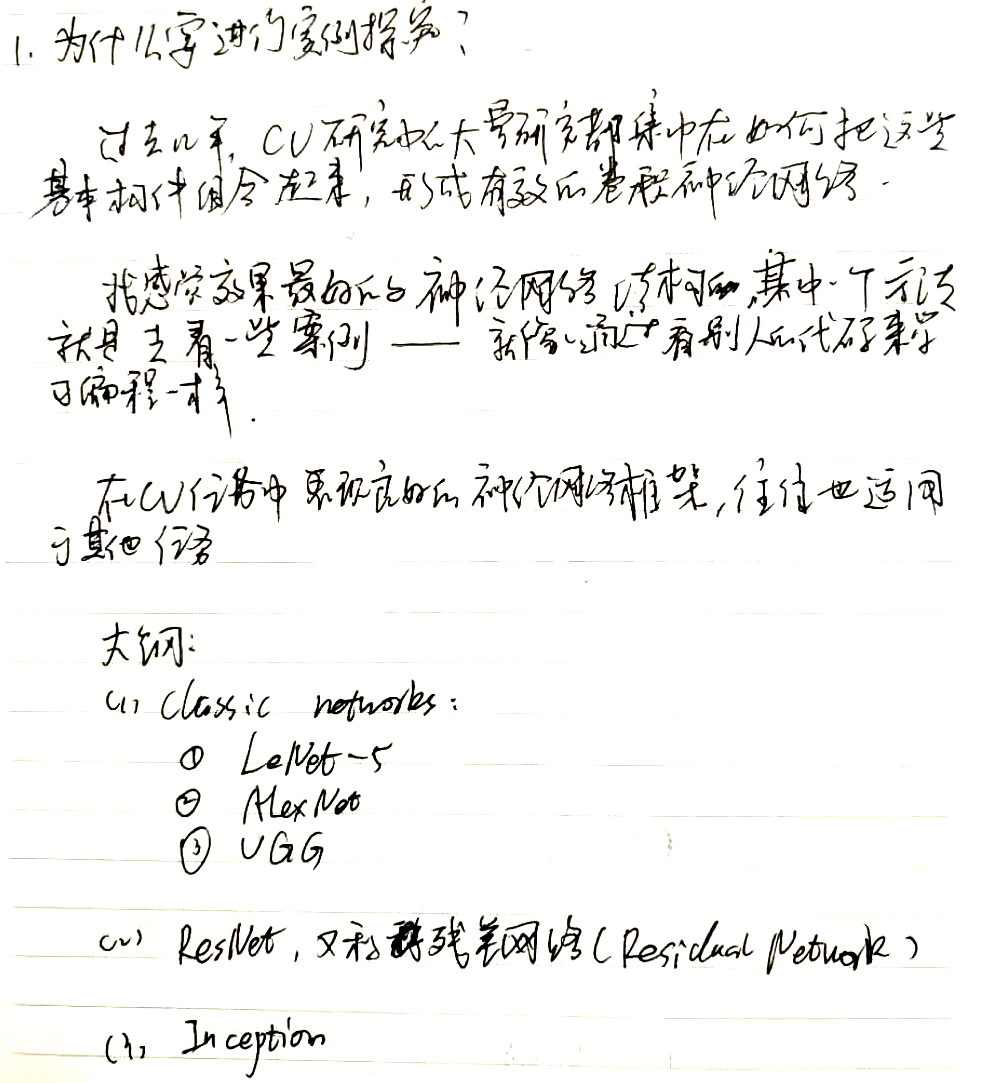 1. 为什么要进行实例探究?
过去几年, CV研究中的大量研究都集中在如何把这些
基本构件组合起来, 形成有效的卷积神经网络.
找感觉效果最好的神经网络结构的,其中一个方法
就是去看一些案例 —— 就像通过看别人的代码来学
习编程一样.
在CV任务中表现良好的神经网络框架,往往也适用
于其他任务
大纲:
(1) Classic networks:
① LeNet-5
② AlexNet
③ VGG
(2) ResNet, 又称残差网络(Residual Network)
(3) Inception